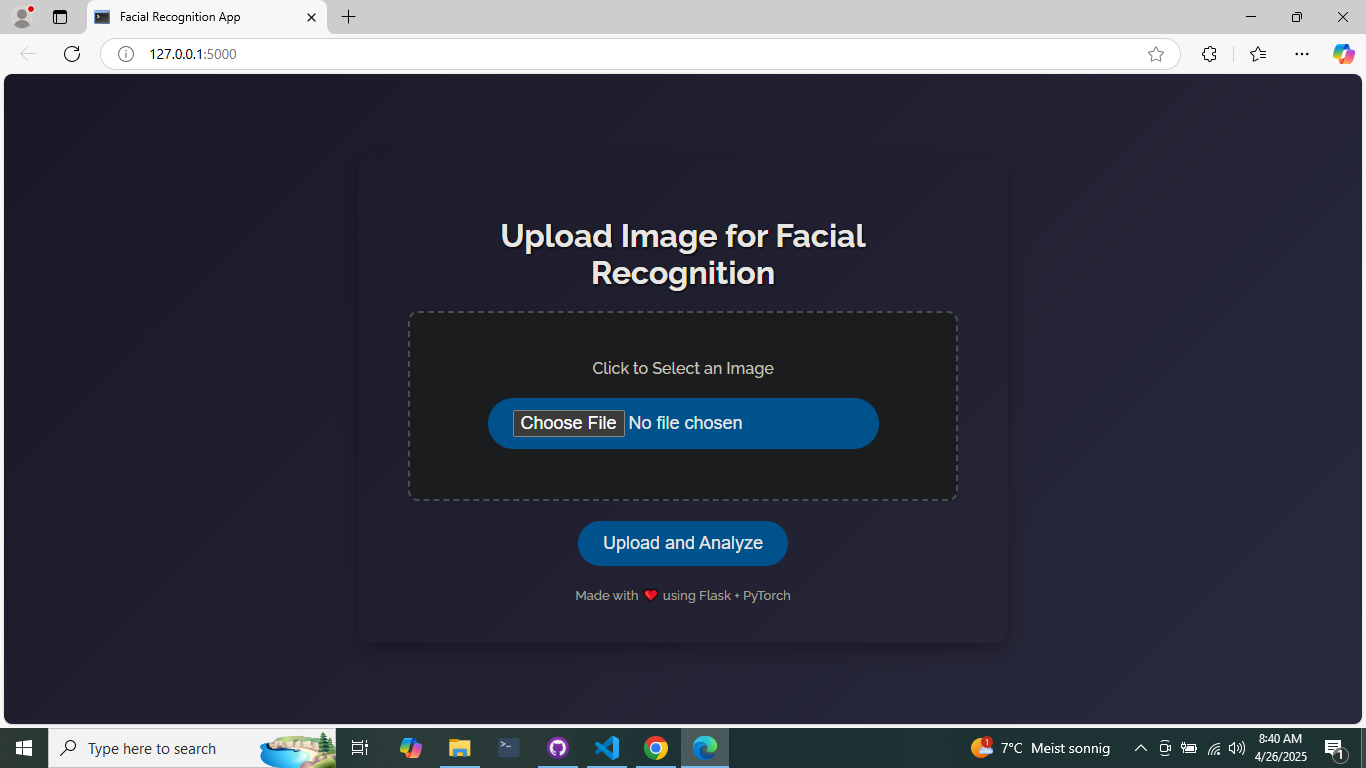 Facial Recognition App
127.0.0.1:5000
Upload Image for Facial
Recognition
Click to Select an Image
Choose File No file chosen
Upload and Analyze
Made with ❤ using Flask + PyTorch
Type here to search
1
7°C Meist sonnig
8:40 AM
4/26/2025
1